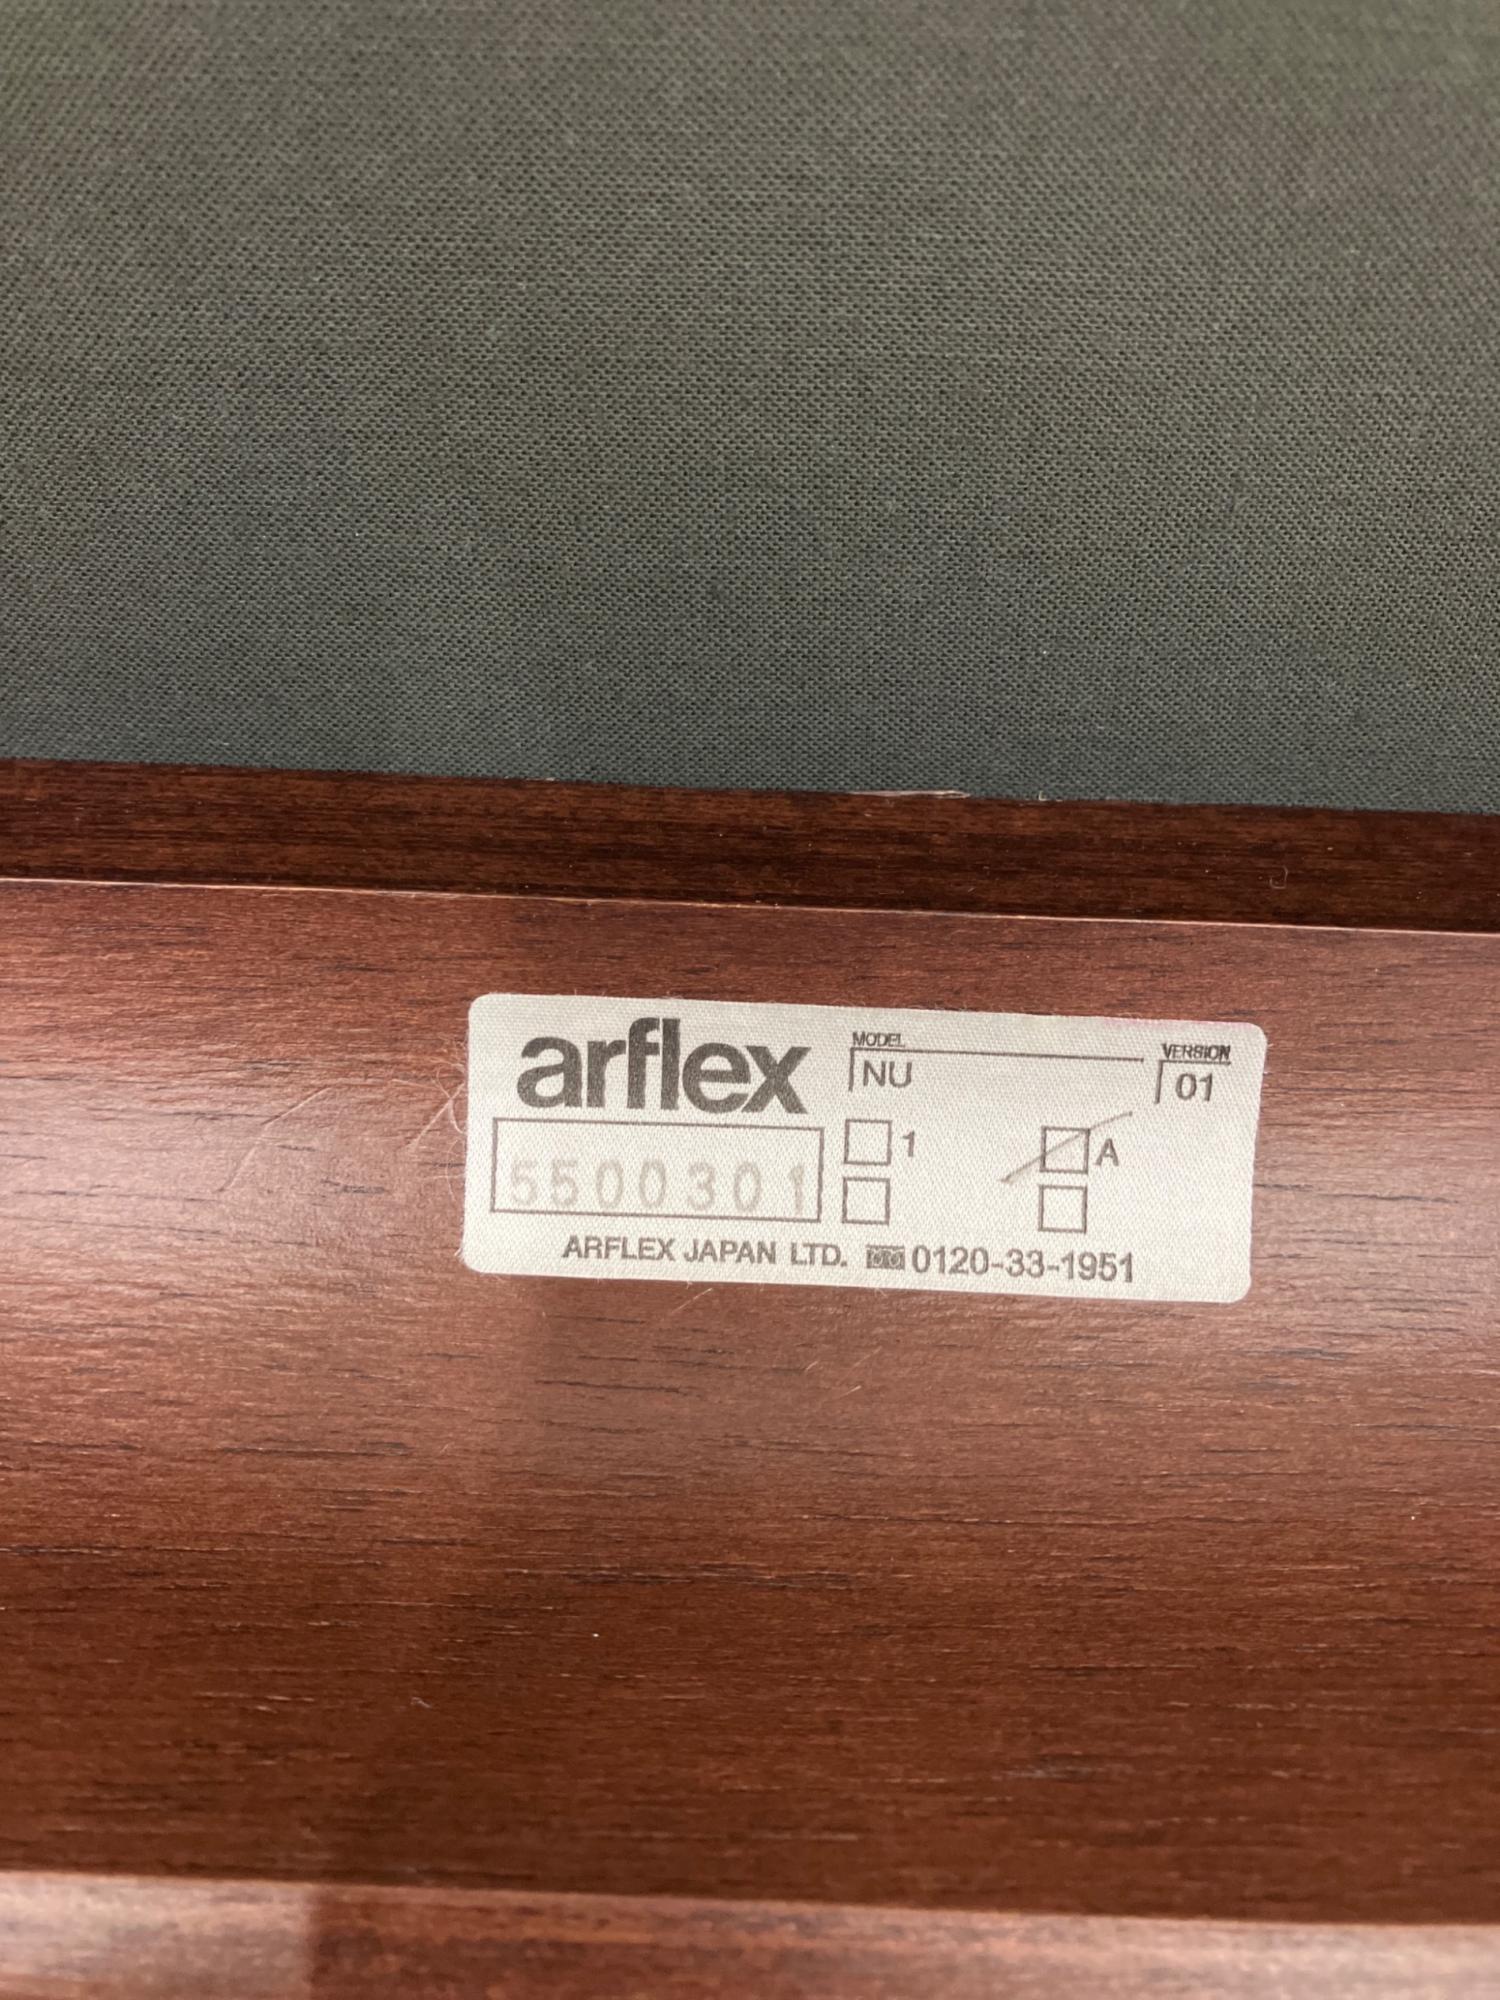 arflex
MODEL
NU
VERSION
01
1
A
5500301
ARFLEX JAPAN LTD. 0120-33-1951